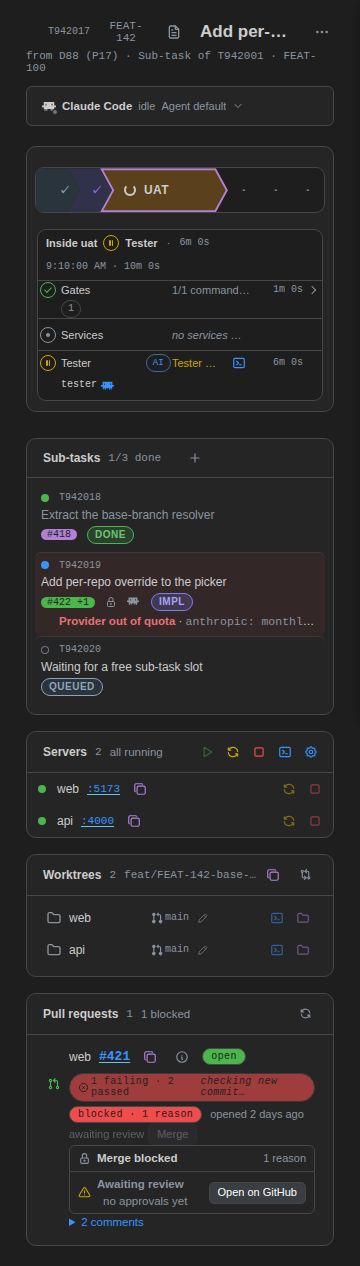 T942017 FEAT-142 Add per-…
from D88 (P17) · Sub-task of T942001 · FEAT-
100
Claude Code idle Agent default
UAT
Inside uat Tester · 6m 0s
9:10:00 AM · 10m 0s
Gates 1/1 command… 1m 0s
1
Services no services …
Tester AI Tester … 6m 0s
tester
Sub-tasks 1/3 done
T942018
Extract the base-branch resolver
#418 DONE
T942019
Add per-repo override to the picker
#422 +1 IMPL
Provider out of quota · anthropic: monthl…
T942020
Waiting for a free sub-task slot
QUEUED
Servers 2 all running
web :5173
api :4000
Worktrees 2 feat/FEAT-142-base-…
web main
api main
Pull requests 1 1 blocked
web #421 open
1 failing · 2 passed checking new commit…
blocked · 1 reason opened 2 days ago
awaiting review Merge
Merge blocked 1 reason
Awaiting review
no approvals yet Open on GitHub
2 comments